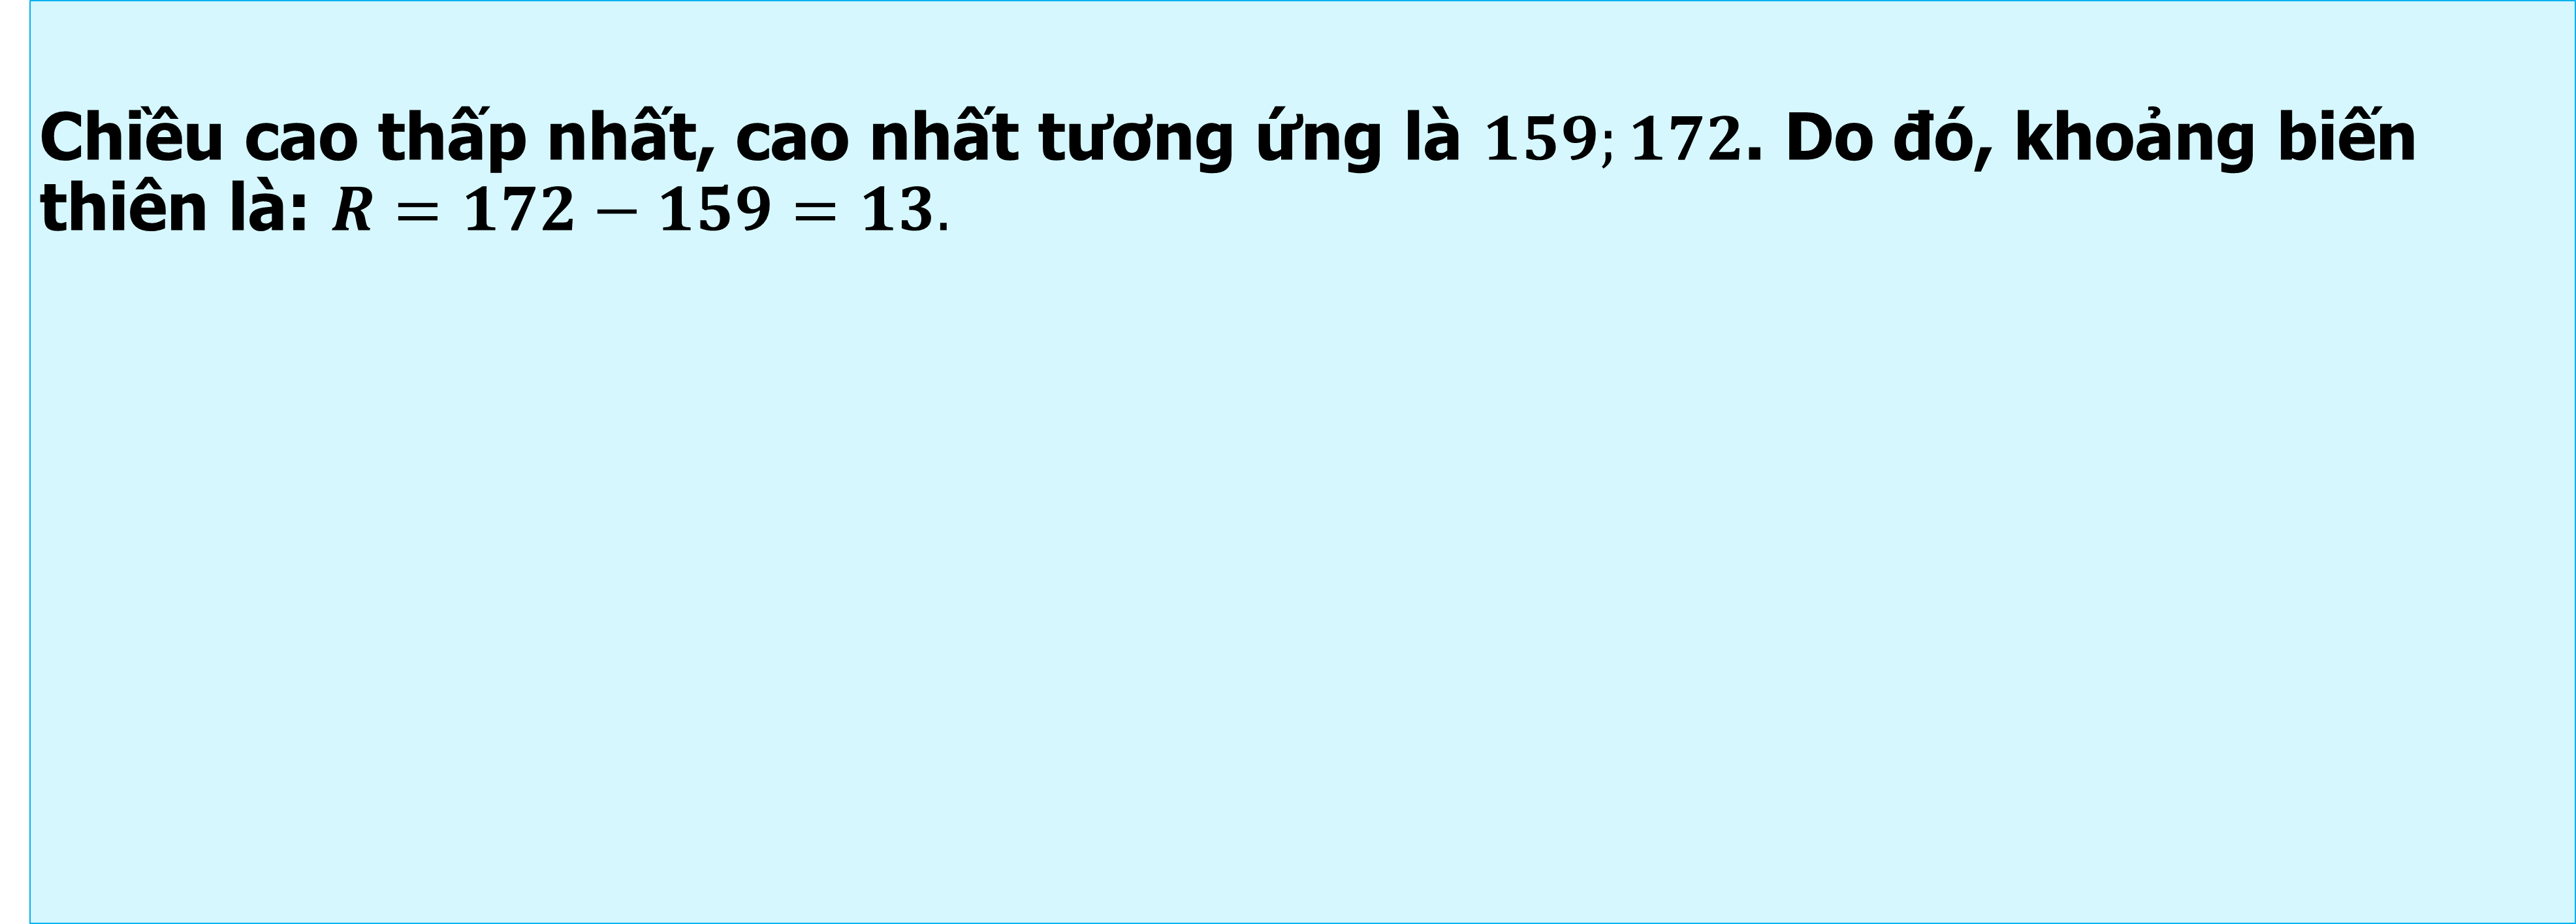 Chiều cao thấp nhất, cao nhất tương ứng là 159; 172. Do đó, khoảng biến
thiên là: R = 172 − 159 = 13.